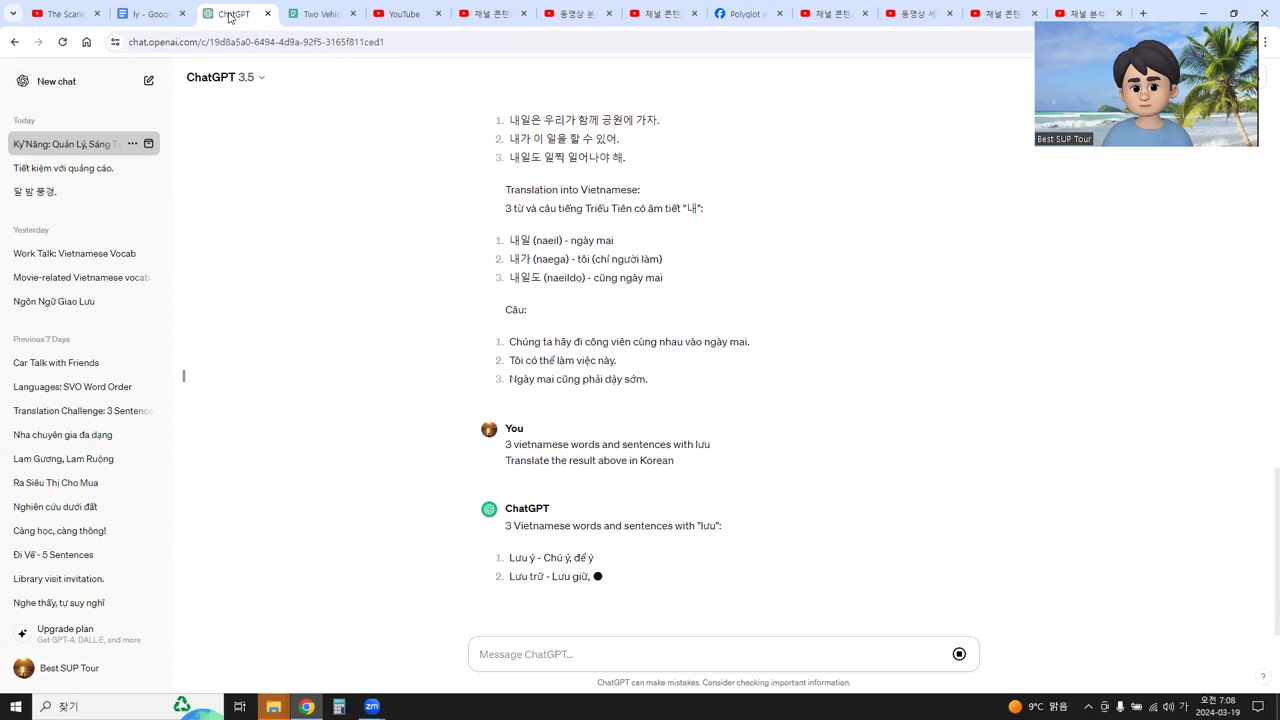 The Scarie
ly - Goog
ChatGPT
Two Vehic
YouTube
채널 콘텐
동영상 분
채널 콘텐
Polyglot v
채널 콘텐
동영상 세
채널 콘텐
채널 분석
chat.openai.com/c/19d8a5a0-6494-4d9a-92f5-3165f811ced1
New chat
ChatGPT 3.5
Today
Kỹ Năng: Quản Lý, Sáng Tạ
Tiết kiệm với quảng cáo.
달 밤 풍경.
Yesterday
Work Talk: Vietnamese Vocab
Movie-related Vietnamese vocab
Ngôn Ngữ Giao Lưu
Previous 7 Days
Car Talk with Friends
Languages: SVO Word Order
Translation Challenge: 3 Sentence
Nha chuyên gia đa dạng
Lam Gương, Lam Ruộng
Ra Siêu Thị Cho Mua
Nghiên cứu dưới đất
Càng học, càng thông!
Đi Về - 5 Sentences
Library visit invitation.
Nghe thấy, tự suy nghĩ
Upgrade plan
Get GPT-4, DALL·E, and more
Best SUP Tour
1. 내일은 우리가 함께 공원에 가자.
2. 내가 이 일을 할 수 있어.
3. 내일도 일찍 일어나야 해.
Translation into Vietnamese:
3 từ và câu tiếng Triều Tiên có âm tiết "내":
1. 내일 (naeil) - ngày mai
2. 내가 (naega) - tôi (chỉ người làm)
3. 내일도 (naeildo) - cũng ngày mai
Câu:
1. Chúng ta hãy đi công viên cùng nhau vào ngày mai.
2. Tôi có thể làm việc này.
3. Ngày mai cũng phải dậy sớm.
You
3 vietnamese words and sentences with lưu
Translate the result above in Korean
ChatGPT
3 Vietnamese words and sentences with "lưu":
1. Lưu ý - Chú ý, để ý
2. Lưu trữ - Lưu giữ,
Message ChatGPT...
ChatGPT can make mistakes. Consider checking important information.
?
Best SUP Tour
찾기
9°C 맑음
가
오전 7:08
2024-03-19